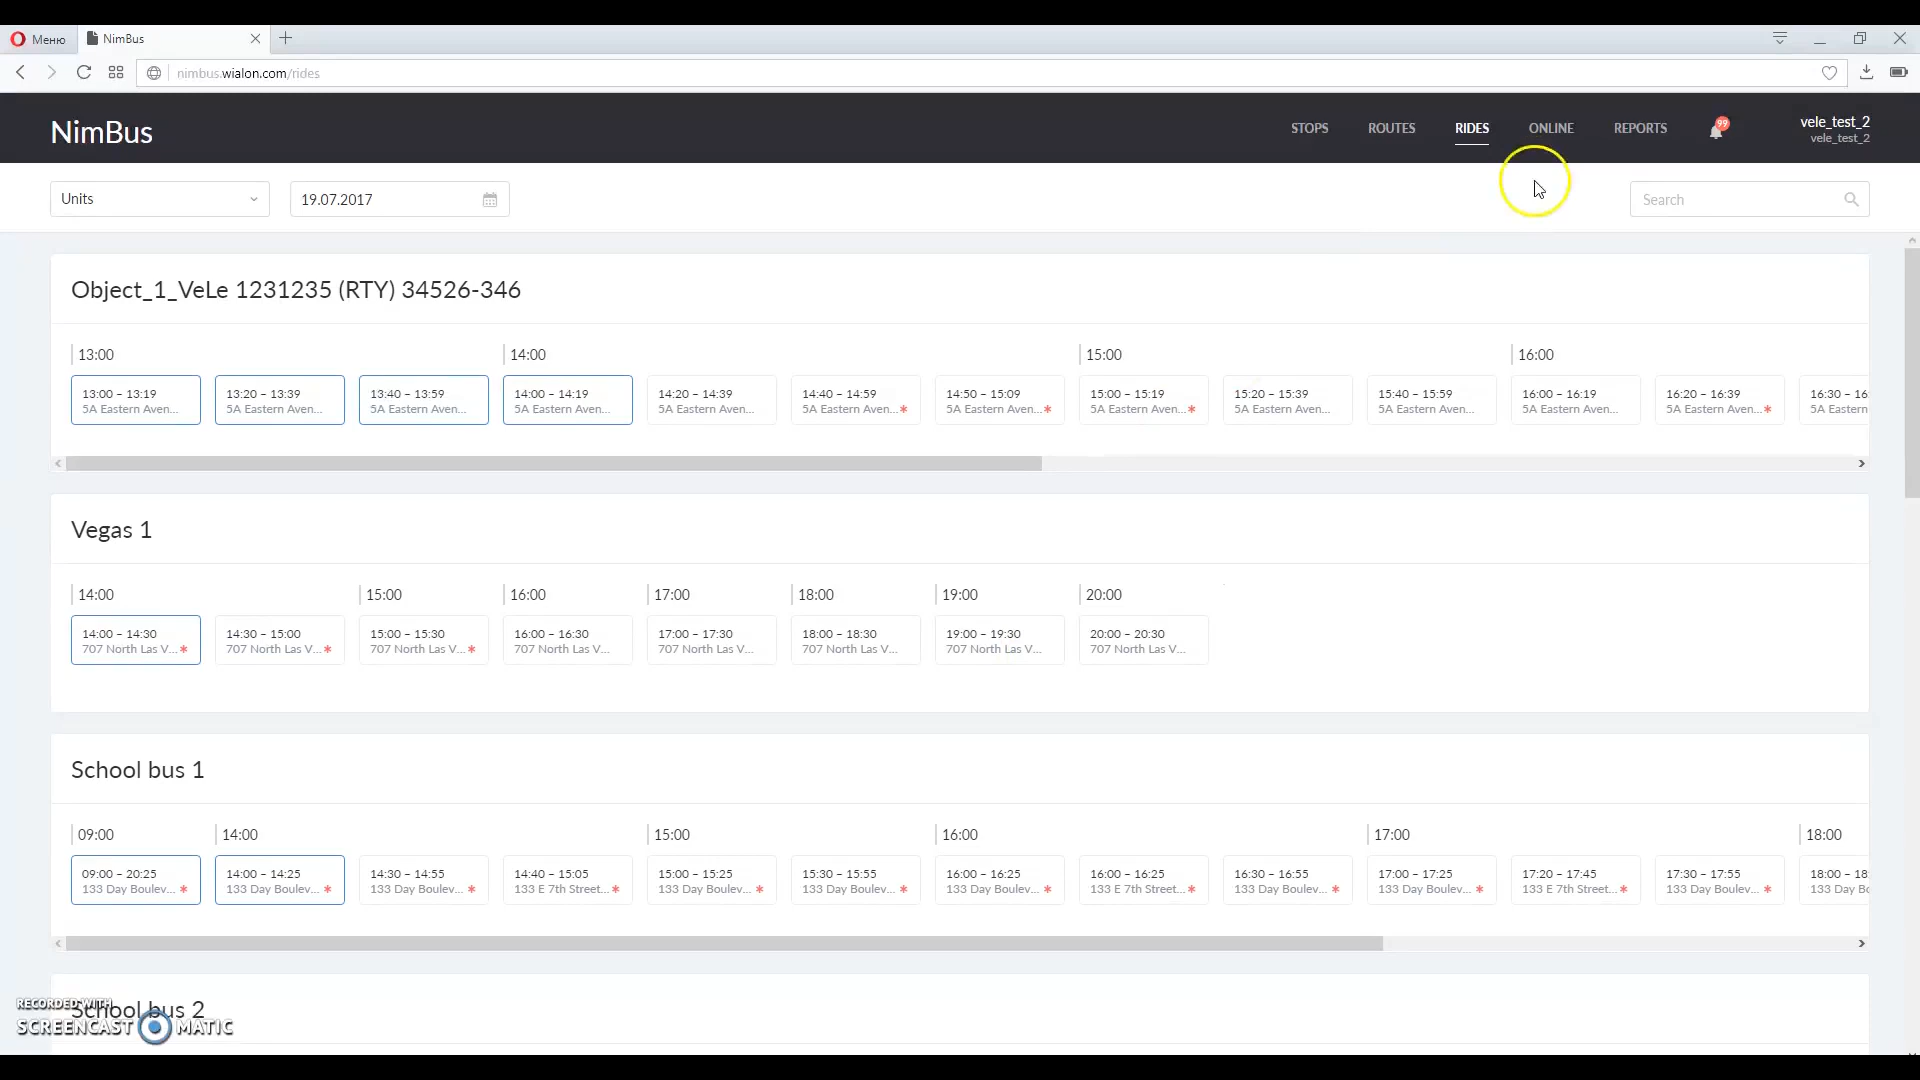 Меню
NimBus
nimbus.wialon.com/rides
NimBus
STOPS
ROUTES
RIDES
ONLINE
REPORTS
99
vele_test_2
vele_test_2
Units
19.07.2017
Search
Object_1_VeLe 1231235 (RTY) 34526-346
13:00
14:00
15:00
16:00
13:00 – 13:19
5A Eastern Aven...
13:20 – 13:39
5A Eastern Aven...
13:40 – 13:59
5A Eastern Aven...
14:00 – 14:19
5A Eastern Aven...
14:20 – 14:39
5A Eastern Aven...
14:40 – 14:59
5A Eastern Aven...*
14:50 – 15:09
5A Eastern Aven...*
15:00 – 15:19
5A Eastern Aven...*
15:20 – 15:39
5A Eastern Aven...
15:40 – 15:59
5A Eastern Aven...
16:00 – 16:19
5A Eastern Aven...
16:20 – 16:39
5A Eastern Aven...*
16:30 – 16
5A Eastern
Vegas 1
14:00
15:00
16:00
17:00
18:00
19:00
20:00
14:00 – 14:30
707 North Las V...*
14:30 – 15:00
707 North Las V...*
15:00 – 15:30
707 North Las V...*
16:00 – 16:30
707 North Las V...
17:00 – 17:30
707 North Las V...
18:00 – 18:30
707 North Las V...
19:00 – 19:30
707 North Las V...
20:00 – 20:30
707 North Las V...
School bus 1
09:00
14:00
15:00
16:00
17:00
18:00
09:00 – 20:25
133 Day Boulev...*
14:00 – 14:25
133 Day Boulev...*
14:30 – 14:55
133 Day Boulev...*
14:40 – 15:05
133 E 7th Street...*
15:00 – 15:25
133 Day Boulev...*
15:30 – 15:55
133 Day Boulev...*
16:00 – 16:25
133 Day Boulev...*
16:00 – 16:25
133 E 7th Street...*
16:30 – 16:55
133 Day Boulev...*
17:00 – 17:25
133 Day Boulev...*
17:20 – 17:45
133 E 7th Street...*
17:30 – 17:55
133 Day Boulev...*
18:00 – 18
133 Day Bo
School bus 2
RECORDED WITH
SCREENCAST MATIC